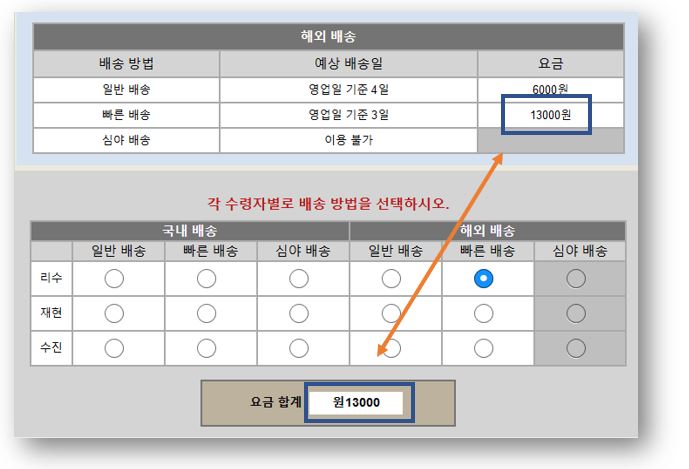 해외 배송
배송 방법 예상 배송일 요금
일반 배송 영업일 기준 4일 6000원
빠른 배송 영업일 기준 3일 13000원
심야 배송 이용 불가
각 수령자별로 배송 방법을 선택하시오.
국내 배송 해외 배송
일반 배송 빠른 배송 심야 배송 일반 배송 빠른 배송 심야 배송
리수
재현
수진
요금 합계 원13000